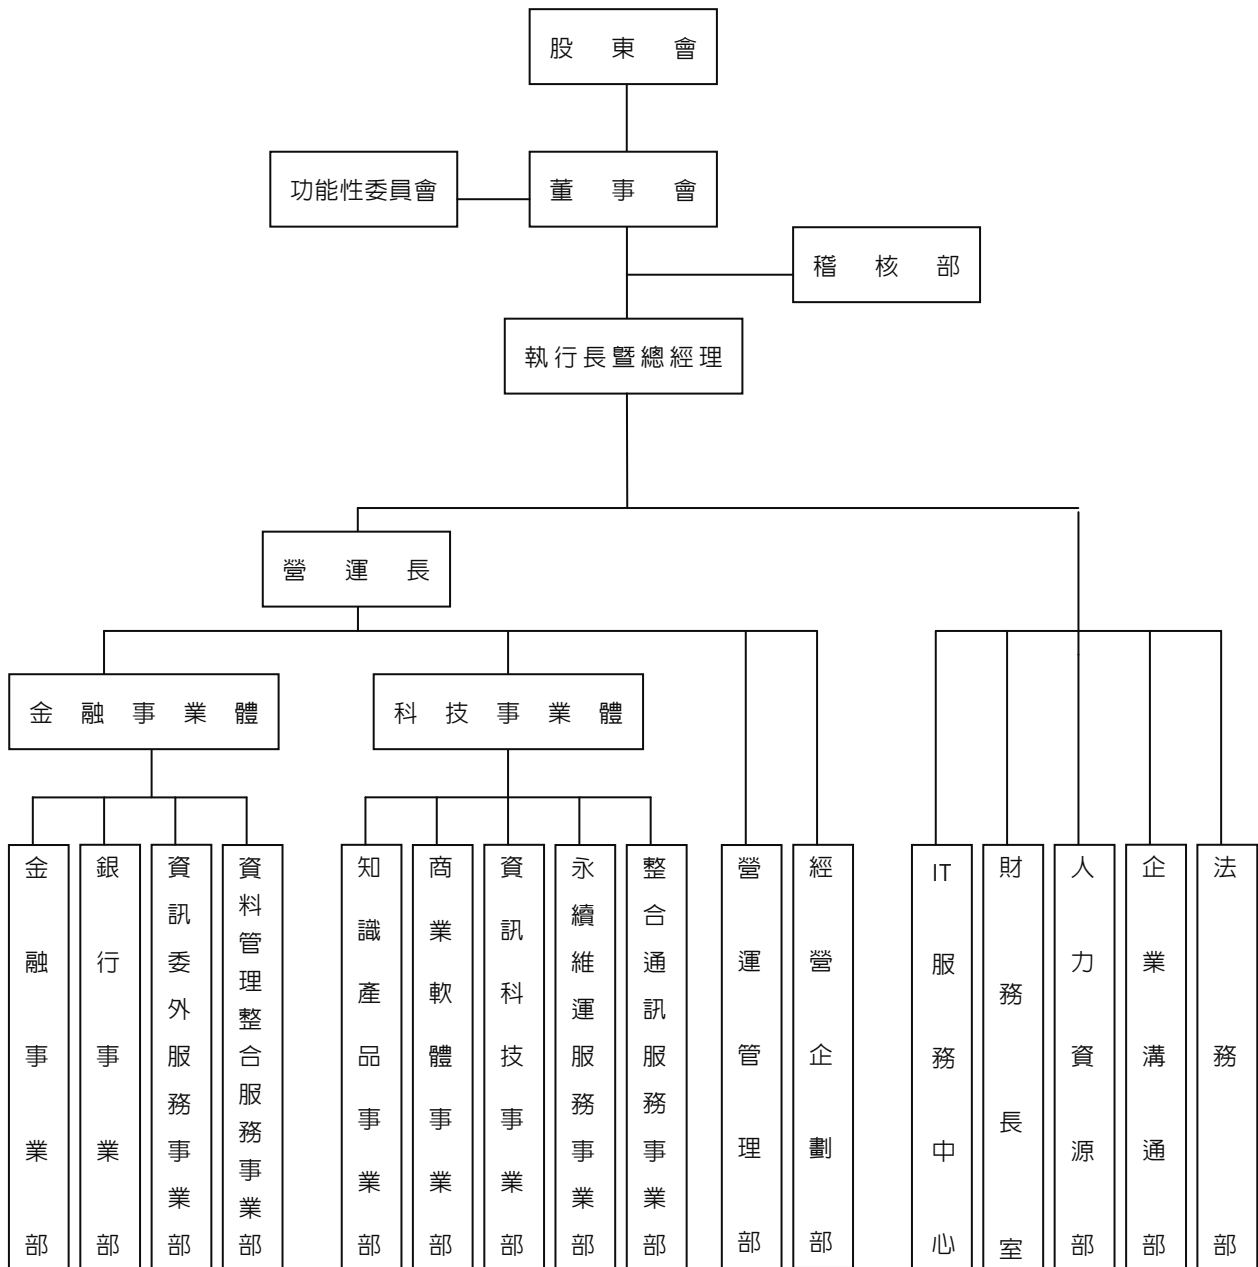 股東會
功能性委員會
董事會
稽核部
執行長暨總經理
營運長
金融事業體
科技事業體
金融事業部
銀行事業部
資訊委外服務事業部
資料管理整合服務事業部
知識產品事業部
商業軟體事業部
資訊科技事業部
永續維運服務事業部
整合通訊服務事業部
營運管理部
經營企劃部
IT服務中心
財務長室
人力資源部
企業溝通部
法務部